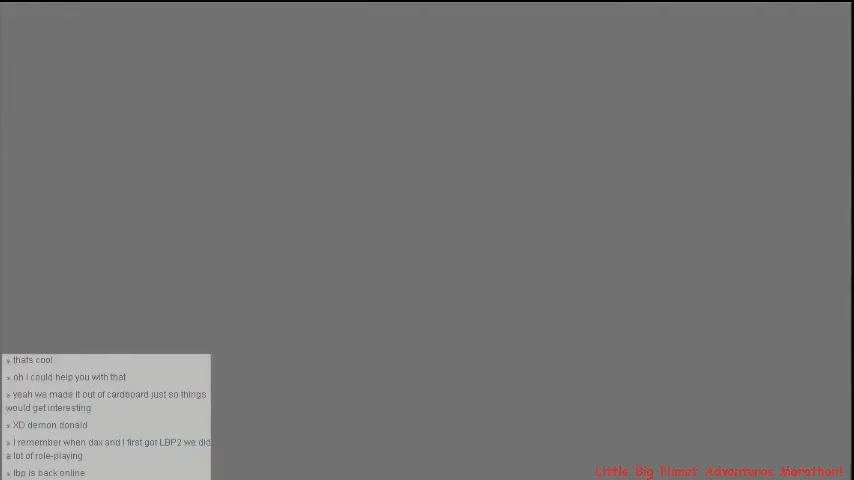 » thats cool
» oh I could help you with that
» yeah we made it out of cardboard just so things
would get interesting
» XD demon donald
» I remember when dax and I first got LBP2 we did
a lot of role-playing
» lbp is back online
Little Big Planet Adventures Marathon!